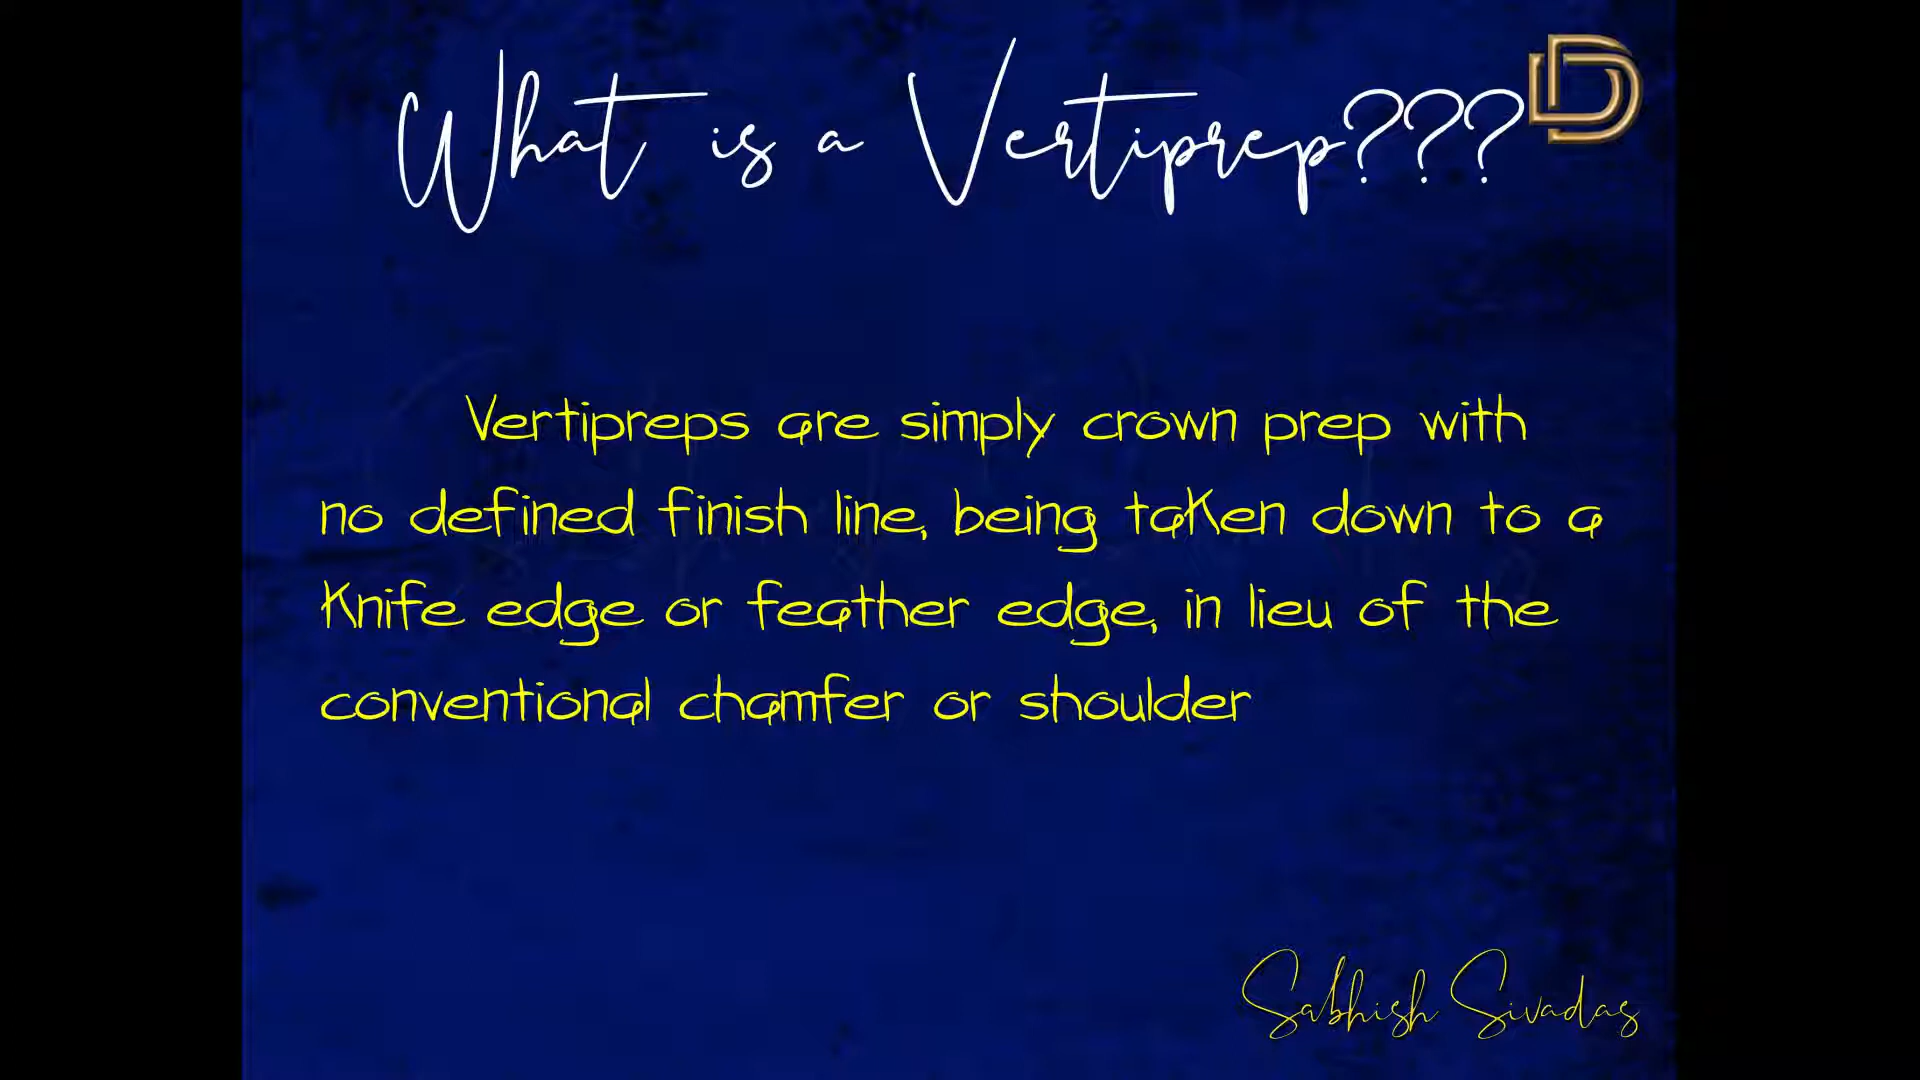 What is a Vertiprep???
Vertipreps are simply crown prep with
no defined finish line, being taken down to a
Knife edge or feather edge, in lieu of the
conventional chamfer or shoulder
Sabhish Sivadas